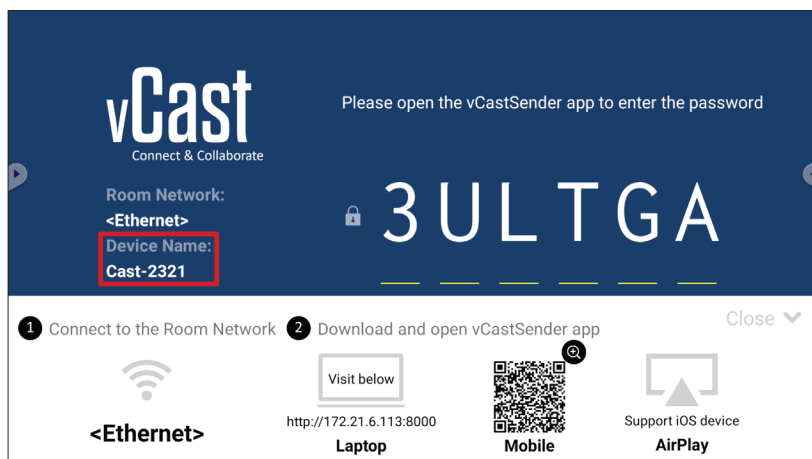 vCast
Connect & Collaborate
Please open the vCastSender app to enter the password
Room Network:
<Ethernet>
Device Name:
Cast-2321
3ULTGA
1 Connect to the Room Network
<Ethernet>
2 Download and open vCastSender app
Close
Visit below
http://172.21.6.113:8000
Laptop
Mobile
Support iOS device
AirPlay